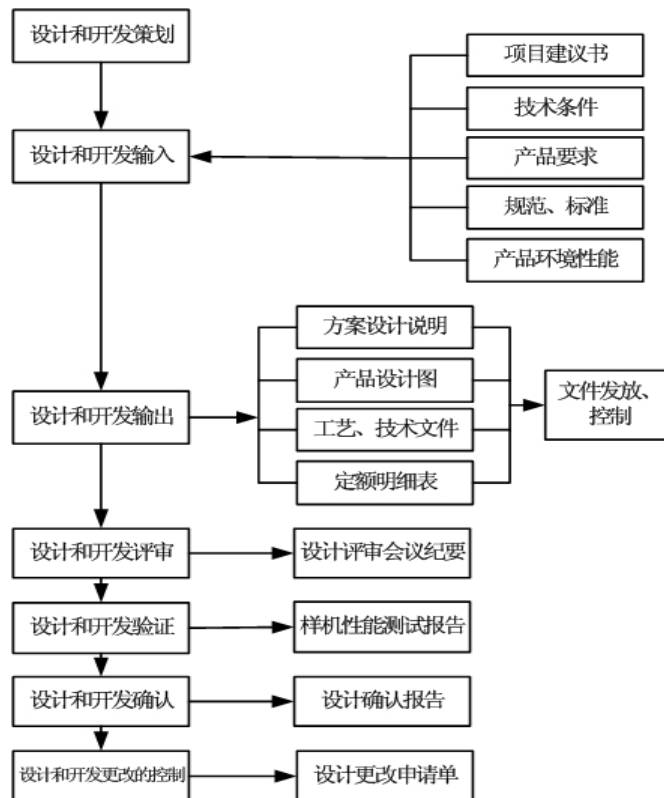 设计和开发策划
项目建议书
技术条件
设计和开发输入
产品要求
规范、标准
产品环境性能
方案设计说明
产品设计图
文件发放、
控制
设计和开发输出
工艺、技术文件
定额明细表
设计和开发评审
设计评审会议纪要
设计和开发验证
样机性能测试报告
设计和开发确认
设计确认报告
设计和开发更改的控制
设计更改申请单